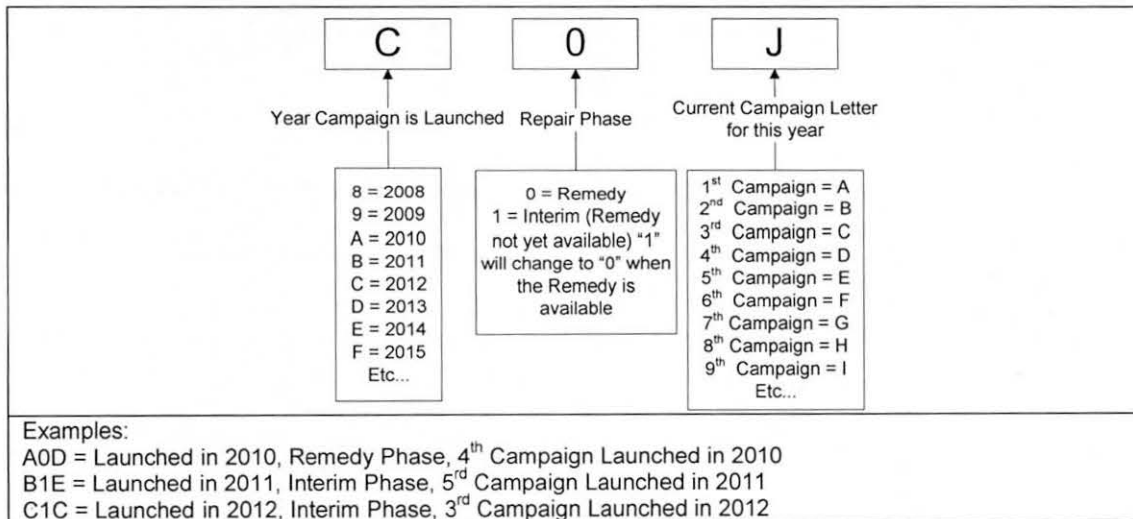 C 0 J
Year Campaign is Launched
Repair Phase
Current Campaign Letter
for this year
8 = 2008
9 = 2009
A = 2010
B = 2011
C = 2012
D = 2013
E = 2014
F = 2015
Etc...
0 = Remedy
1 = Interim (Remedy
not yet available) “1”
will change to “0” when
the Remedy is
available
1st Campaign = A
2nd Campaign = B
3rd Campaign = C
4th Campaign = D
5th Campaign = E
6th Campaign = F
7th Campaign = G
8th Campaign = H
9th Campaign = I
Etc...
Examples:
A0D = Launched in 2010, Remedy Phase, 4th Campaign Launched in 2010
B1E = Launched in 2011, Interim Phase, 5rd Campaign Launched in 2011
C1C = Launched in 2012, Interim Phase, 3rd Campaign Launched in 2012